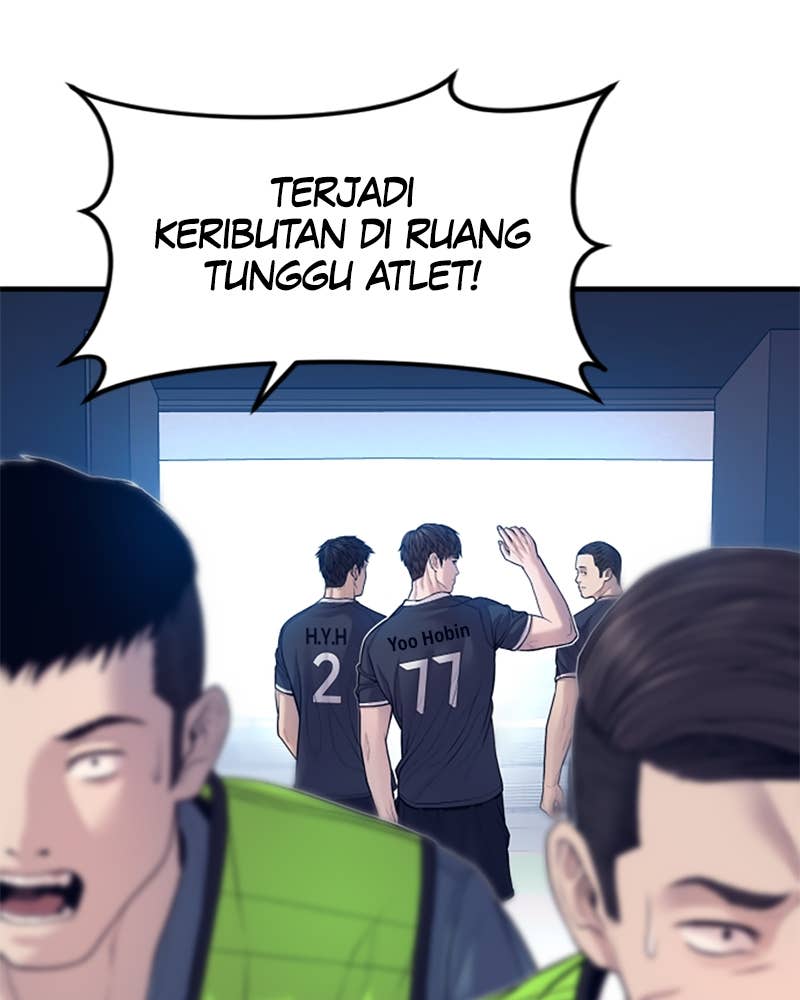 TERJADI
KERIBUTAN DI RUANG
TUNGGU ATLET!
H.Y.H
2
Yoo Hobin
77